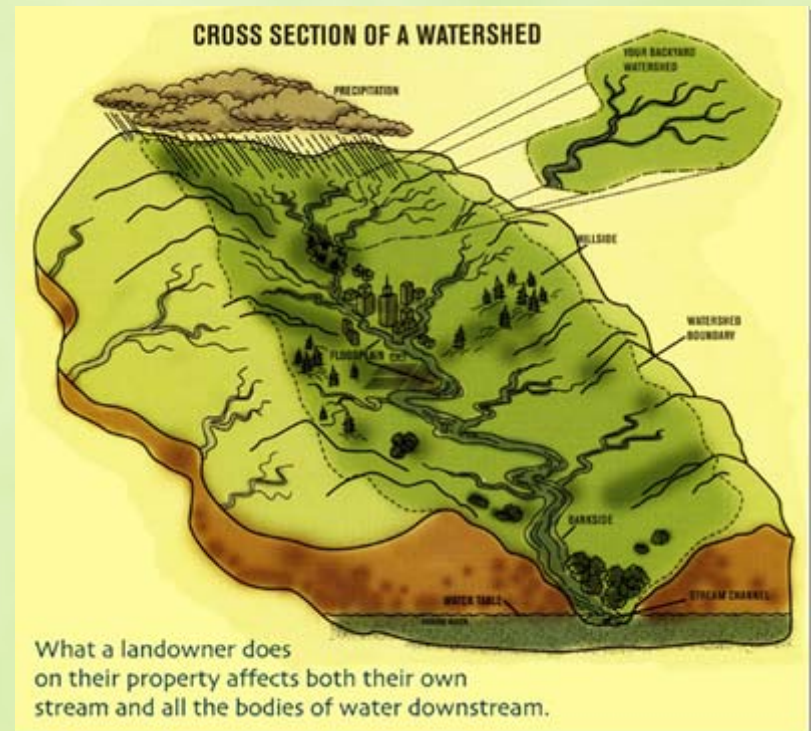 CROSS SECTION OF A WATERSHED
YOUR BACKYARD
WATERSHED
PRECIPITATION
HILLSIDE
WATERSHED
BOUNDARY
FLOODPLAIN
DARKSIDE
WATER TABLE
STREAM CHANNEL
What a landowner does
on their property affects both their own
stream and all the bodies of water downstream.